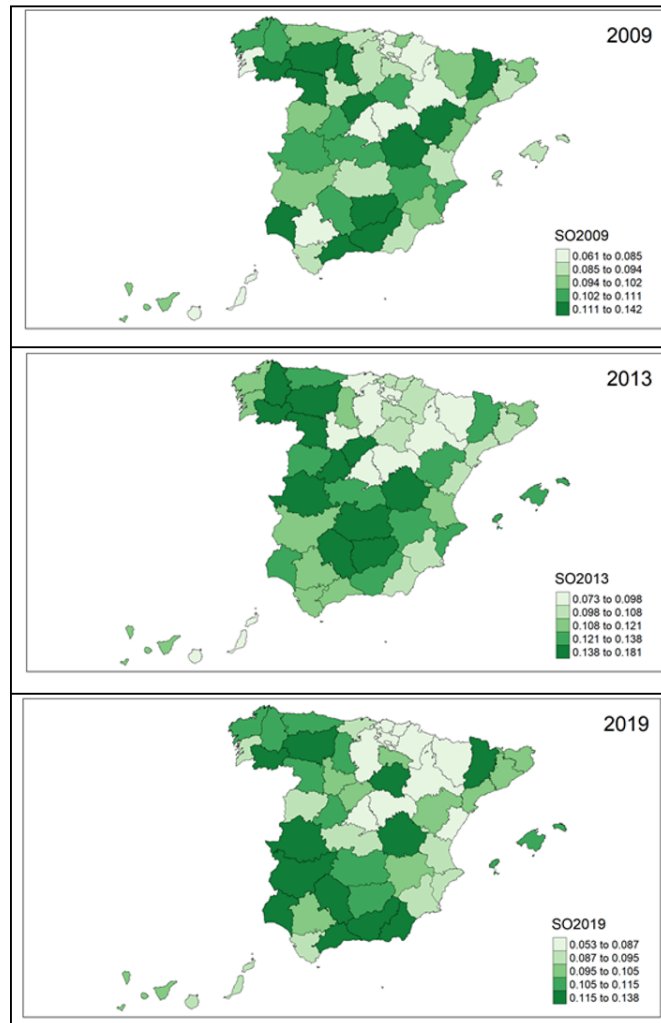 2009
SO2009
0.061 to 0.085
0.085 to 0.094
0.094 to 0.102
0.102 to 0.111
0.111 to 0.142
2013
SO2013
0.073 to 0.098
0.098 to 0.108
0.108 to 0.121
0.121 to 0.138
0.138 to 0.181
2019
SO2019
0.053 to 0.087
0.087 to 0.095
0.095 to 0.105
0.105 to 0.115
0.115 to 0.138